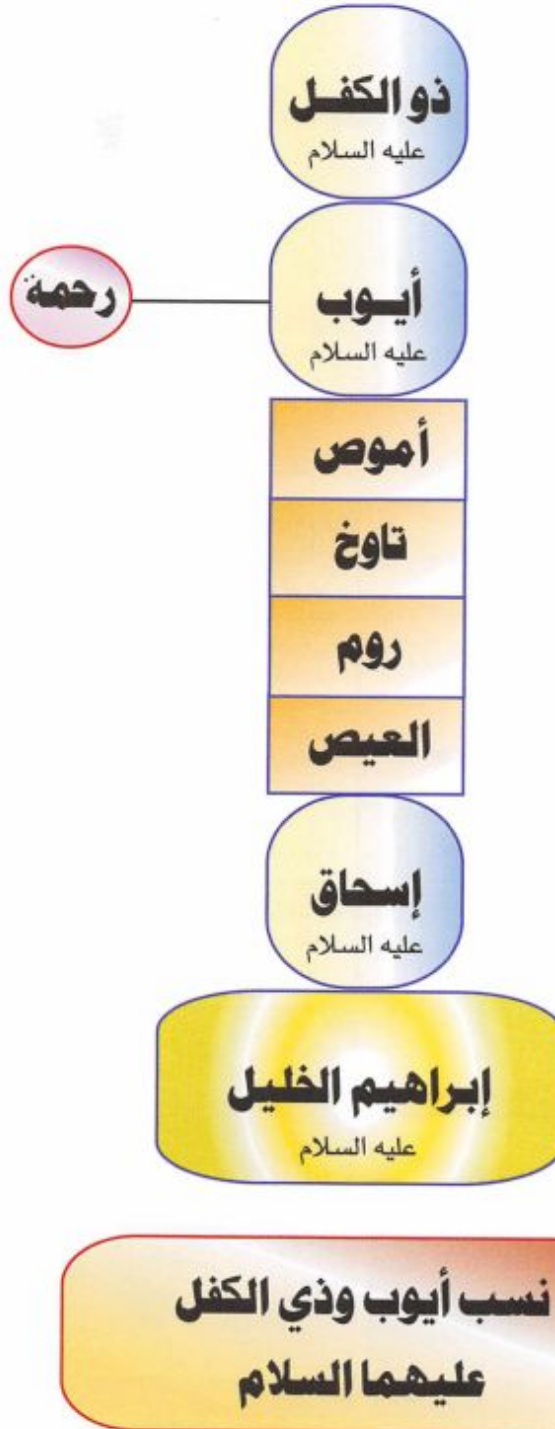 ذو الكفل
عليه السلام
أيوب
عليه السلام
رحمة
أموص
تاوخ
روم
العيص
إسحاق
عليه السلام
إبراهيم الخليل
عليه السلام
نسب أيوب وذي الكفل
عليهما السلام